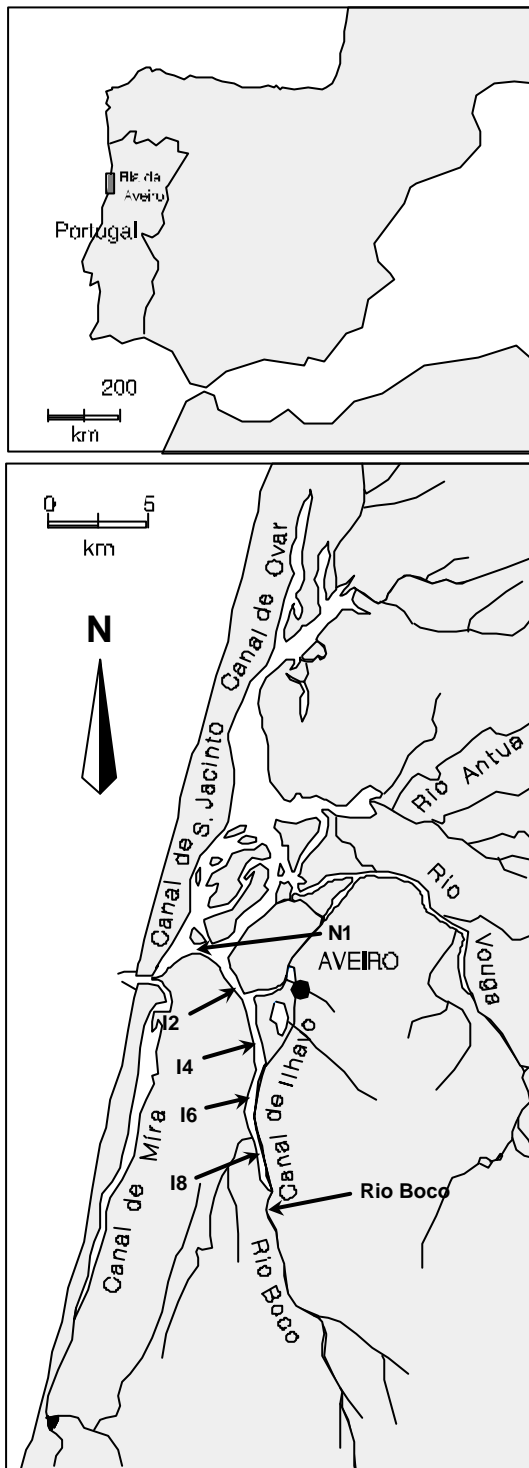 Ria de
Aveiro
Portugal
200
km
0 5
km
N
Canal de Ovar
Canal de S. Jacinto
Rio Antua
Rio
Vouga
N1
AVEIRO
I2
I4
I6
I8
Canal de Ilhavo
Canal de Mira
Rio Boco
Rio Boco